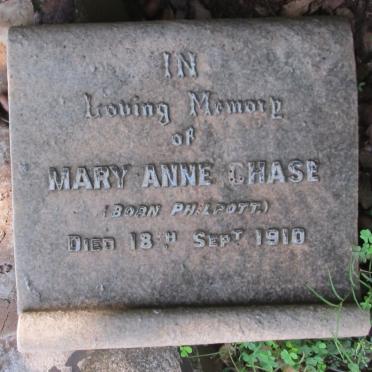 IN
Loving Memory
of
MARY ANNE CHASE
(BORN PHILPOTT.)
DIED 18TH SEPT 1910